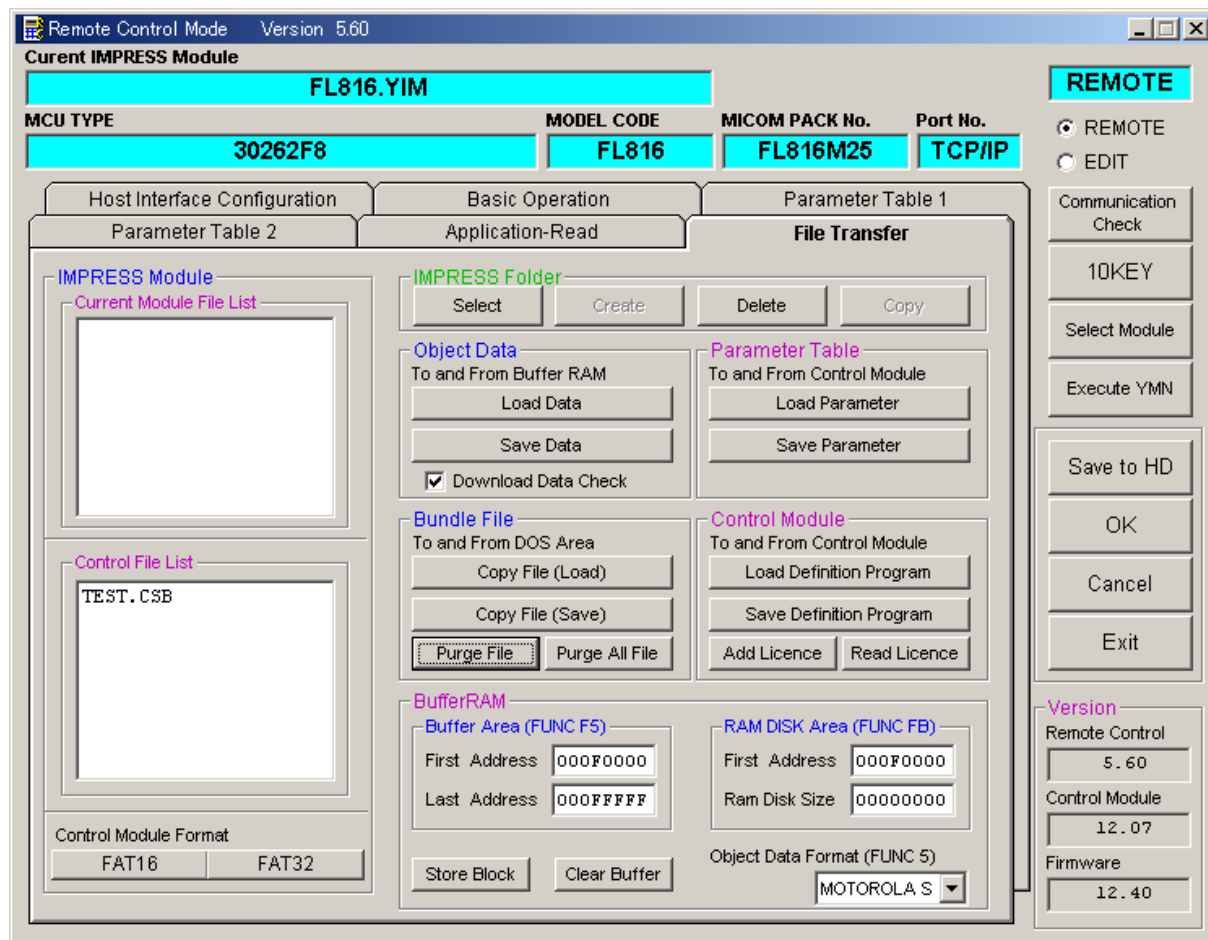 Remote Control Mode Version 5.60
Curent IMPRESS Module
FL816.YIM
REMOTE
MCU TYPE MODEL CODE MICOM PACK No. Port No.
30262F8 FL816 FL816M25 TCP/IP
REMOTE
EDIT
Host Interface Configuration Basic Operation Parameter Table 1
Parameter Table 2 Application-Read File Transfer
Communication
Check
10KEY
Select Module
Execute YMN
Save to HD
OK
Cancel
Exit
IMPRESS Module
Current Module File List
Control File List
TEST.CSB
Control Module Format
FAT16 FAT32
IMPRESS Folder
Select Create Delete Copy
Object Data
To and From Buffer RAM
Load Data
Save Data
Download Data Check
Parameter Table
To and From Control Module
Load Parameter
Save Parameter
Bundle File
To and From DOS Area
Copy File (Load)
Copy File (Save)
Purge File Purge All File
Control Module
To and From Control Module
Load Definition Program
Save Definition Program
Add Licence Read Licence
BufferRAM
Buffer Area (FUNC F5)
First Address 000F0000
Last Address 000FFFFF
RAM DISK Area (FUNC FB)
First Address 000F0000
Ram Disk Size 00000000
Store Block Clear Buffer
Object Data Format (FUNC 5)
MOTOROLA S
Version
Remote Control
5.60
Control Module
12.07
Firmware
12.40